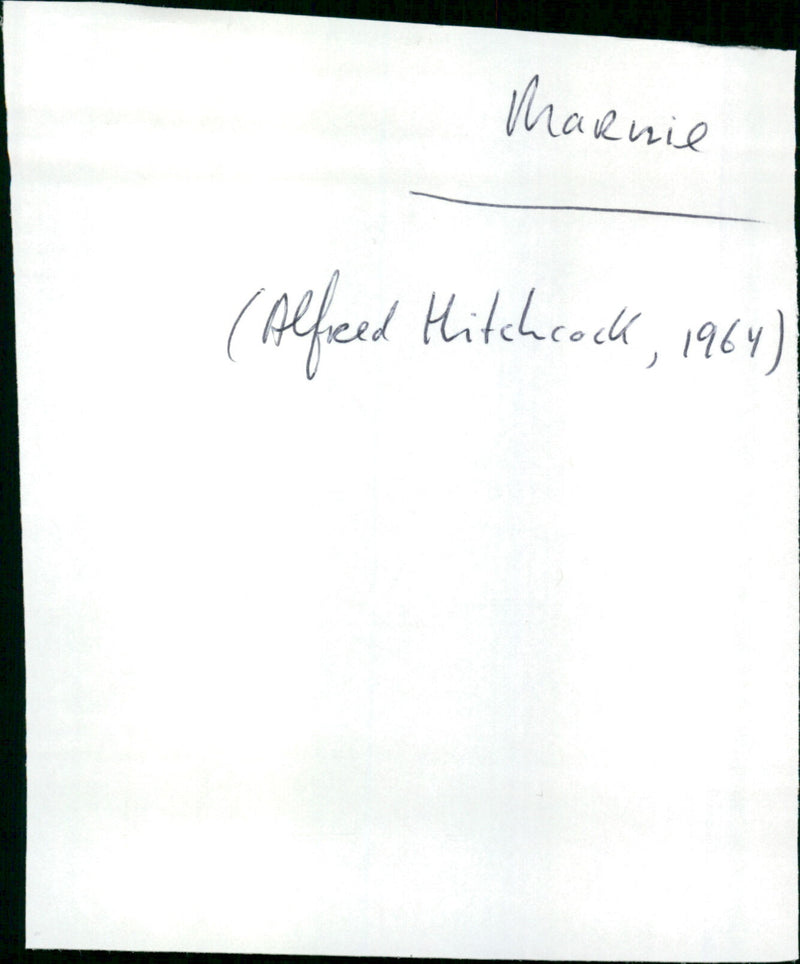 Marnie
(Alfred Hitchcock, 1964)